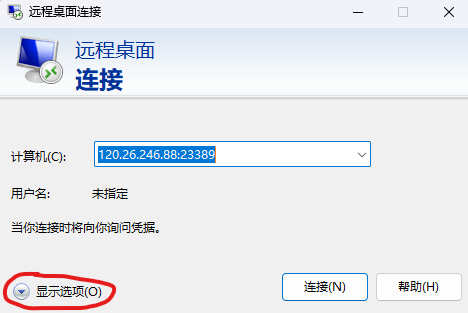 远程桌面连接
远程桌面
连接
计算机(C): 120.26.246.88:23389
用户名: 未指定
当你连接时将向你询问凭据。
显示选项(O) 连接(N) 帮助(H)